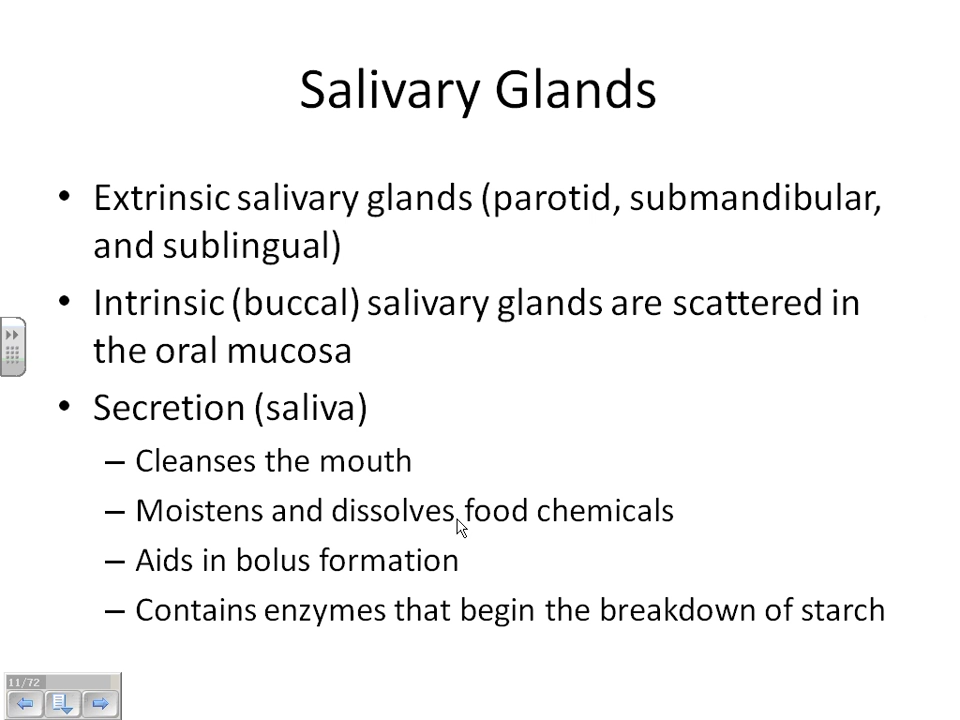 Salivary Glands
• Extrinsic salivary glands (parotid, submandibular,
and sublingual)
• Intrinsic (buccal) salivary glands are scattered in
the oral mucosa
• Secretion (saliva)
– Cleanses the mouth
– Moistens and dissolves food chemicals
– Aids in bolus formation
– Contains enzymes that begin the breakdown of starch
11/72